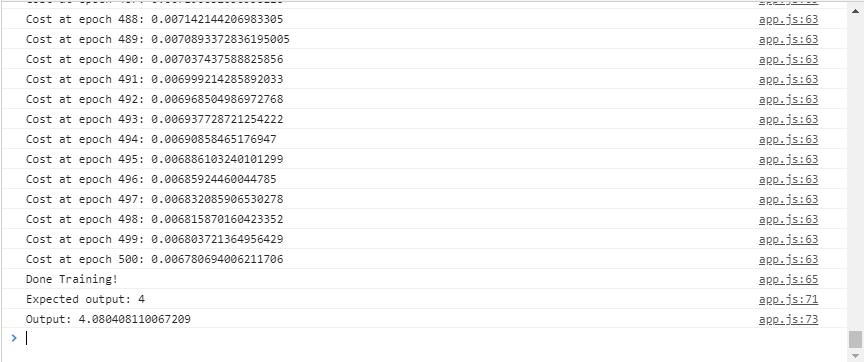 Cost at epoch 488: 0.007142144206983305 app.js:63
Cost at epoch 489: 0.0070893372836195005 app.js:63
Cost at epoch 490: 0.007037437588825856 app.js:63
Cost at epoch 491: 0.006999214285892033 app.js:63
Cost at epoch 492: 0.006968504986972768 app.js:63
Cost at epoch 493: 0.006937728721254222 app.js:63
Cost at epoch 494: 0.00690858465176947 app.js:63
Cost at epoch 495: 0.006886103240101299 app.js:63
Cost at epoch 496: 0.00685924460044785 app.js:63
Cost at epoch 497: 0.006832085906530278 app.js:63
Cost at epoch 498: 0.006815870160423352 app.js:63
Cost at epoch 499: 0.006803721364956429 app.js:63
Cost at epoch 500: 0.006780694006211706 app.js:63
Done Training! app.js:65
Expected output: 4 app.js:71
Output: 4.080408110067209 app.js:73